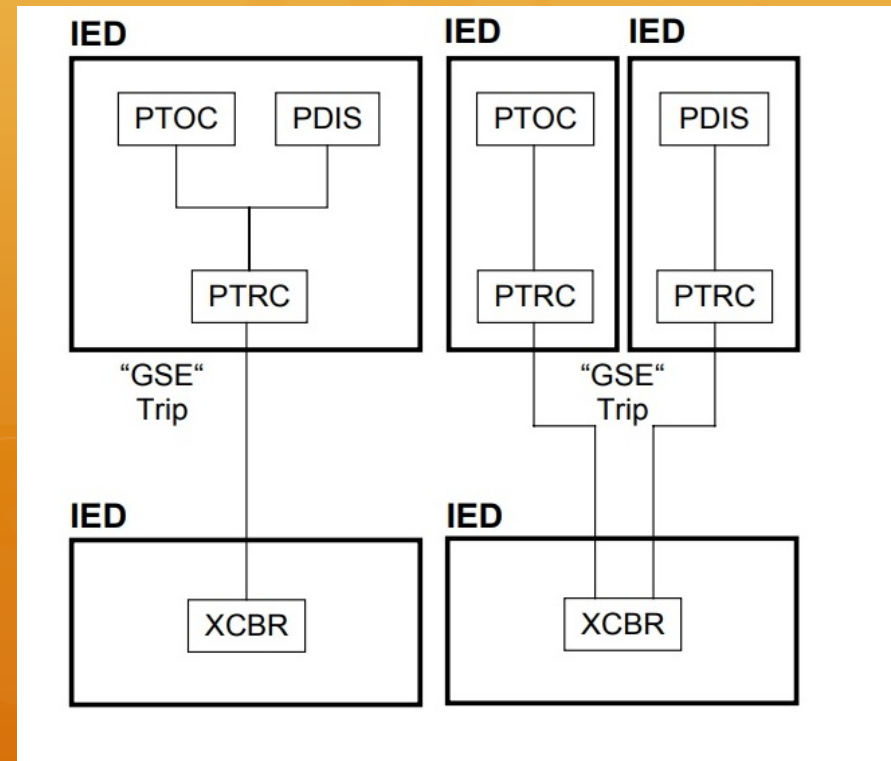 IED
IED
IED
PTOC
PDIS
PTOC
PDIS
PTRC
PTRC
PTRC
“GSE“
Trip
“GSE“
Trip
IED
IED
XCBR
XCBR